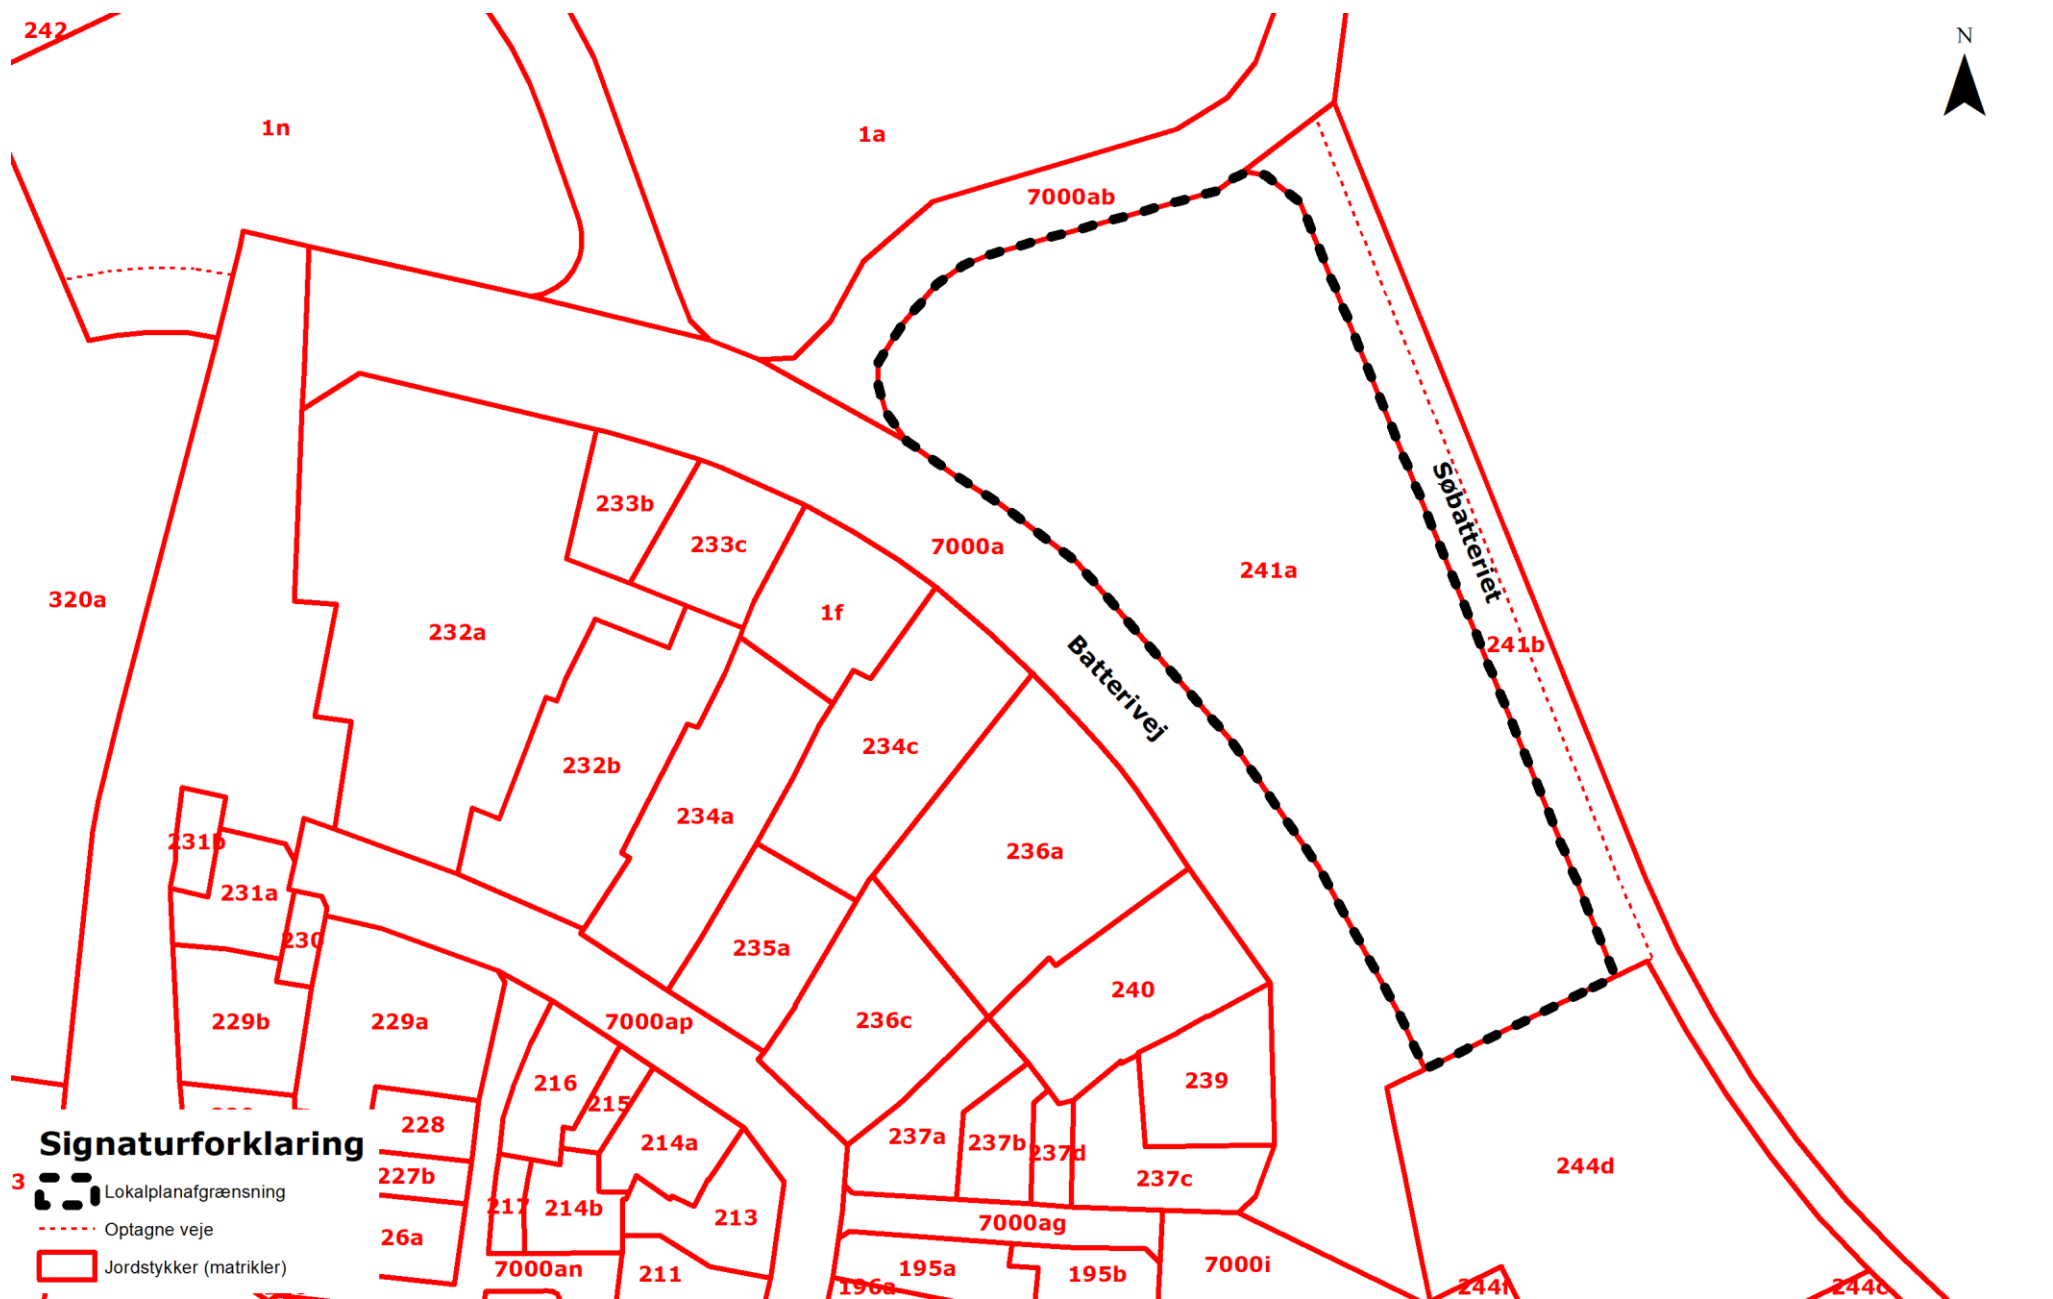 242
N
1n
1a
7000ab
233b
233c
7000a
241a
320a
1f
232a
Søbatteriet
241b
Batterivej
234c
232b
234a
231b
236a
231a
230
235a
240
229b
229a
7000ap
236c
216
239
215
228
237a
214a
237b
237d
Signaturforklaring
244d
227b
237c
3
Lokalplanafgrænsning
217
214b
213
7000ag
Optagne veje
26a
7000i
Jordstykker (matrikler)
7000an
211
195a
195b
196a
244f